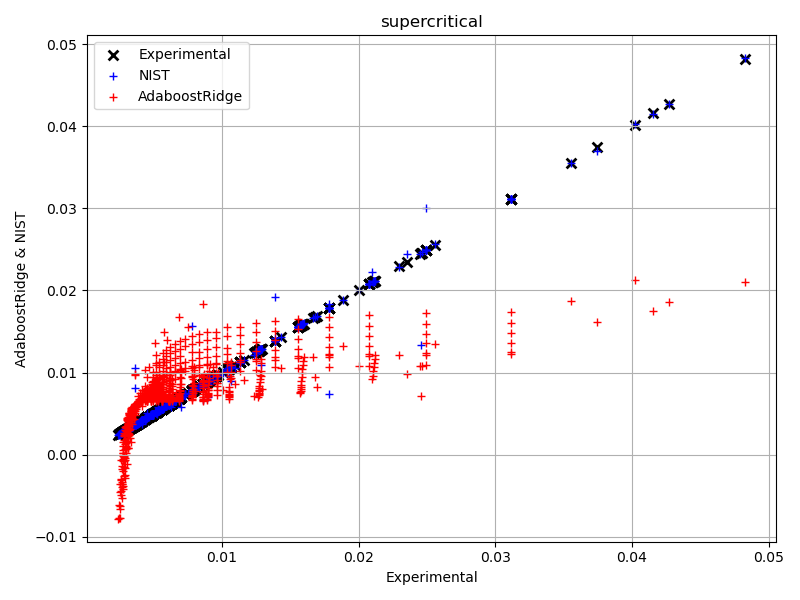 supercritical
Experimental
NIST
AdaboostRidge
AdaboostRidge & NIST
0.05
0.04
0.03
0.02
0.01
0.00
−0.01
0.01
0.02
0.03
0.04
0.05
Experimental